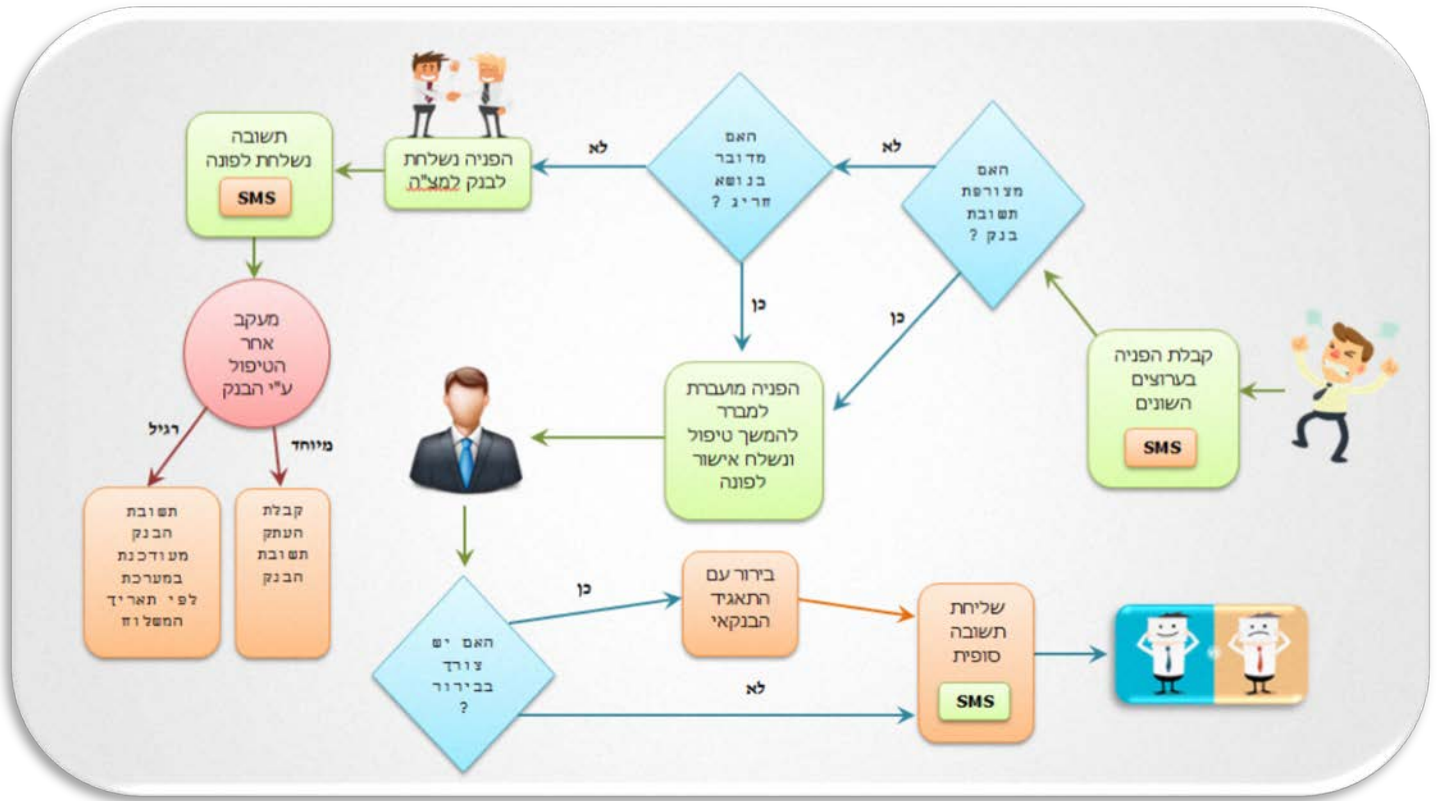 קבלת הפניה
בערוצים
השונים
SMS
האם
מצורפת
תשובת
בנק ?
לא
כן
האם
מדובר
בנושא
חריג ?
לא
כן
הפניה נשלחת
לבנק למצ"ה
תשובה
נשלחת לפונה
SMS
מעקב
אחר
הטיפול
ע"י הבנק
מיוחד
רגיל
קבלת
העתק
תשובת
הבנק
תשובת
הבנק
מעודכנת
במערכת
לפי תאריך
המשלוח
הפניה מועברת
למברר
להמשך טיפול
ונשלח אישור
לפונה
האם יש
צורך
בבירור
?
כן
לא
בירור עם
התאגיד
הבנקאי
שליחת
תשובה
סופית
SMS